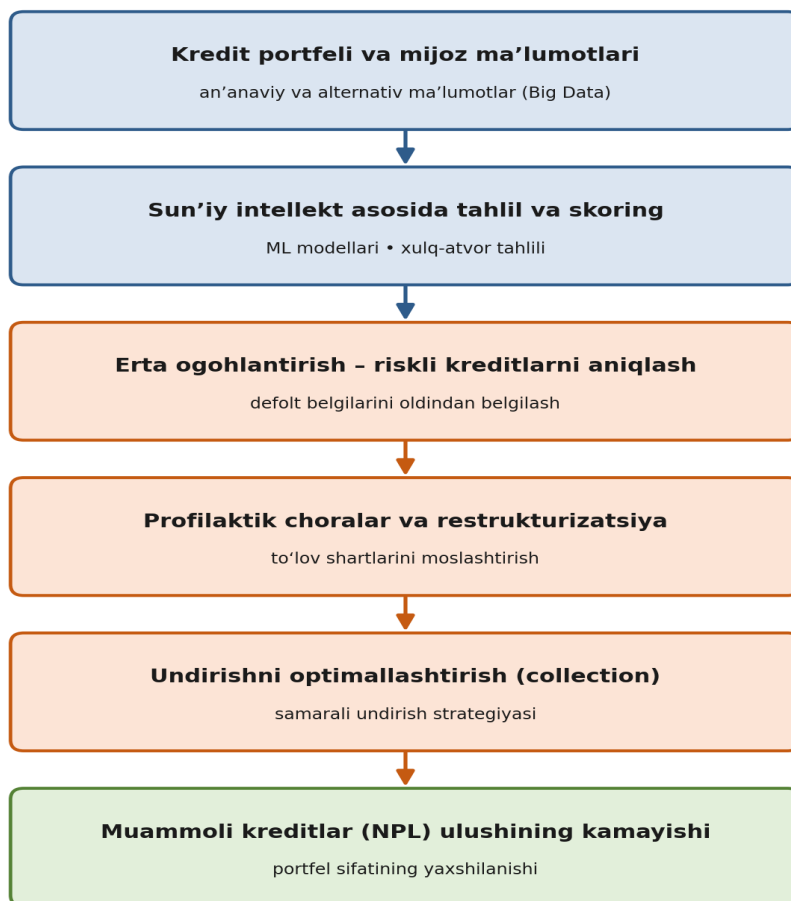 Kredit portfeli va mijoz ma’lumotlari
an’anaviy va alternativ ma’lumotlar (Big Data)
Sun’iy intellekt asosida tahlil va skoring
ML modellari • xulq-atvor tahlili
Erta ogohlantirish – riskli kreditlarni aniqlash
defolt belgilarini oldindan belgilash
Profilaktik choralar va restrukturizatsiya
to‘lov shartlarini moslashtirish
Undirishni optimallashtirish (collection)
samarali undirish strategiyasi
Muammoli kreditlar (NPL) ulushining kamayishi
portfel sifatining yaxshilanishi